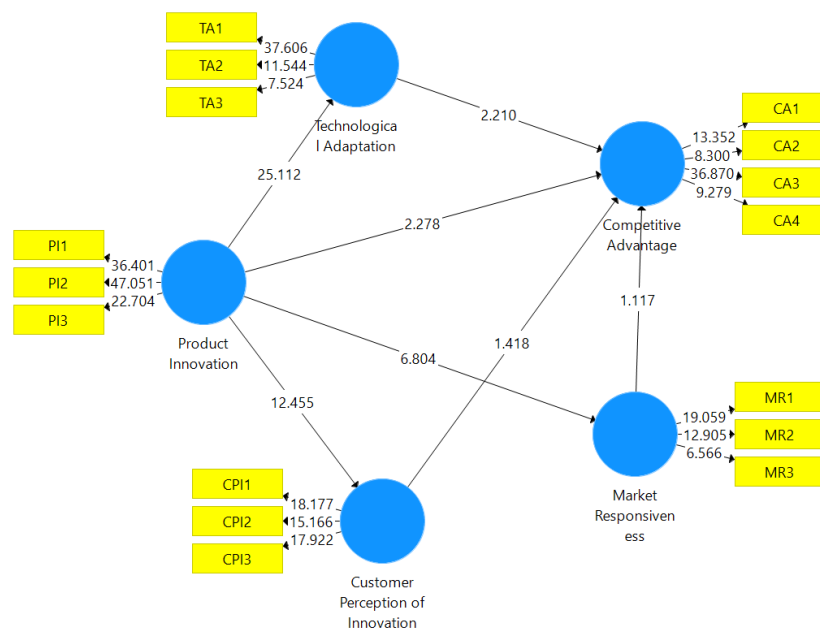 TA1
TA2
TA3
37.606
11.544
7.524
Technologica
l Adaptation
2.210
CA1
CA2
CA3
CA4
13.352
8.300
36.870
9.279
Competitive
Advantage
25.112
2.278
PI1
PI2
PI3
36.401
47.051
22.704
Product
Innovation
1.117
1.418
6.804
12.455
MR1
MR2
MR3
19.059
12.905
6.566
Market
Responsiven
ess
CPI1
CPI2
CPI3
18.177
15.166
17.922
Customer
Perception of
Innovation